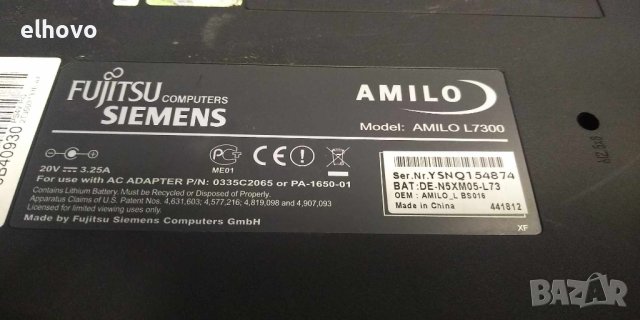 elhovo
FUJITSU COMPUTERS
SIEMENS
AMILO
Model: AMILO L7300
ME01
20V 3.25A
For use with AC ADAPTER P/N: 0335C2065 or PA-1650-01
Contains Lithium Battery. Must be Recycled or Disposed of Properly.
Apparatus Claims of U.S. Patent Nos. 4,631,603; 4,577,216; 4,819,098 and 4,907,093
Licensed for limited viewing uses only.
Made by Fujitsu Siemens Computers GmbH
Ser.Nr.YSNQ154874
BAT:DE-N5XM05-L73
OEM : AMILO_L BS016
Made in China 441812
XF
M2.6x8
BAZAR